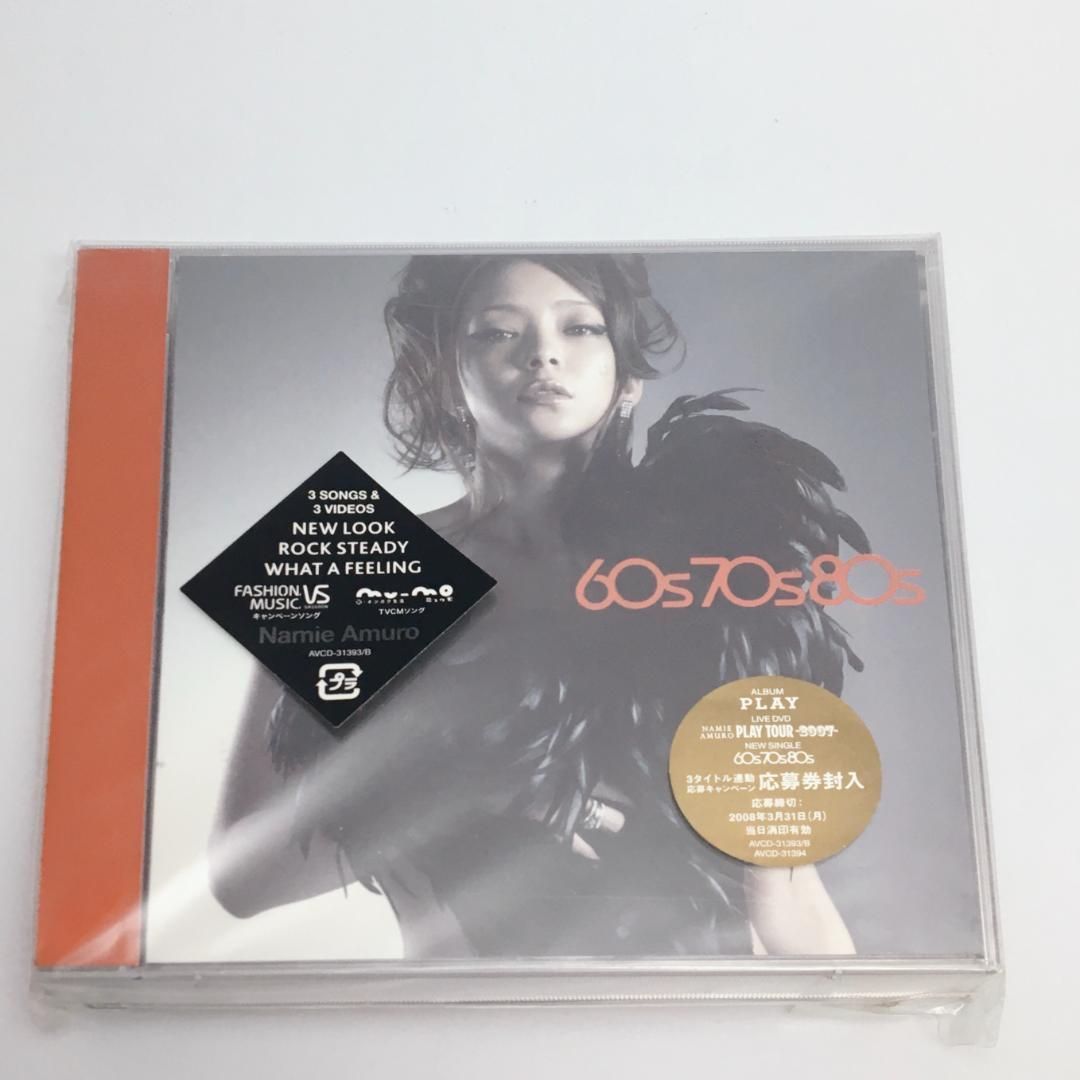 3 SONGS &
3 VIDEOS
NEW LOOK
ROCK STEADY
WHAT A FEELING
FASHION. MUSIC. VS
キャンペーンソング
mu-mo
TVCMソング
Namie Amuro
AVCD-31393/B
プラ
60s70s80s
ALBUM
PLAY
LIVE DVD
NAMIE AMURO PLAY TOUR
NEW SINGLE
60s70s80s
3タイトル連動
応募キャンペーン 応募券封入
応募締切:
2008年3月31日(月)
当日消印有効
AVCD-31393/B
AVCD-31394